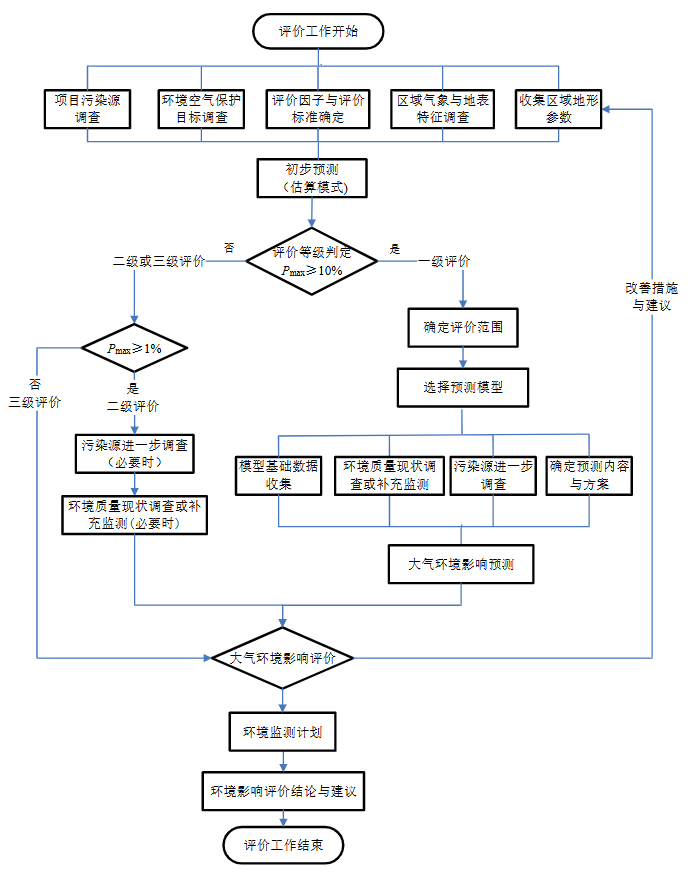 评价工作开始
项目污染源
调查
环境空气保护
目标调查
评价因子与评价
标准确定
区域气象与地表
特征调查
收集区域地形
参数
初步预测
（估算模式）
评价等级判定
Pmax≥10%
否
二级或三级评价
是
一级评价
改善措施
与建议
确定评价范围
Pmax≥1%
选择预测模型
否
三级评价
是
二级评价
污染源进一步调查
（必要时）
模型基础数据
收集
环境质量现状调
查或补充监测
污染源进一步
调查
确定预测内容
与方案
环境质量现状调查或补
充监测(必要时)
大气环境影响预测
大气环境影响评价
环境监测计划
环境影响评价结论与建议
评价工作结束